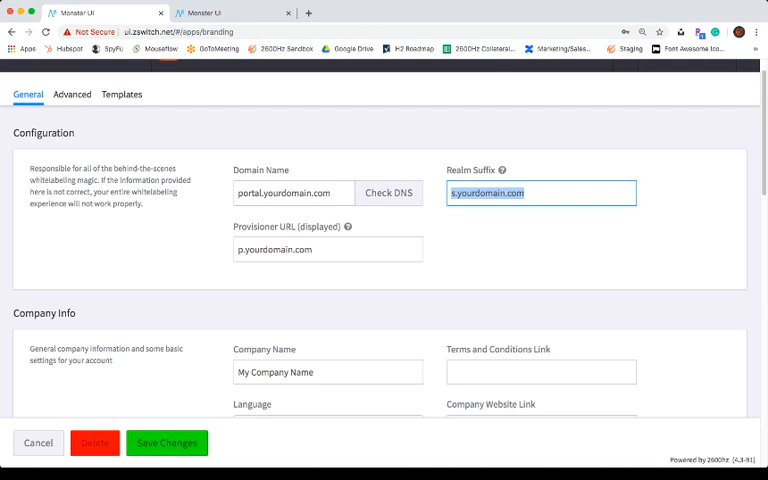 Monster UI
Monster UI
Not Secure | ui.zswitch.net/#/apps/branding
Apps Hubspot SpyFu Mouseflow GoToMeeting 2600Hz Sandbox Google Drive H2 Roadmap 2600Hz Collateral... Marketing/Sales... Staging Font Awesome Ico...
General Advanced Templates
Configuration
Responsible for all of the behind-the-scenes
whitelabeling magic. If the information provided
here is not correct, your entire whitelabeling
experience will not work properly.
Domain Name
portal.yourdomain.com Check DNS
Realm Suffix
s.yourdomain.com
Provisioner URL (displayed)
p.yourdomain.com
Company Info
General company information and some basic
settings for your account
Company Name
My Company Name
Terms and Conditions Link
Language
Company Website Link
Cancel Delete Save Changes
Powered by 2600hz (4.3-91)